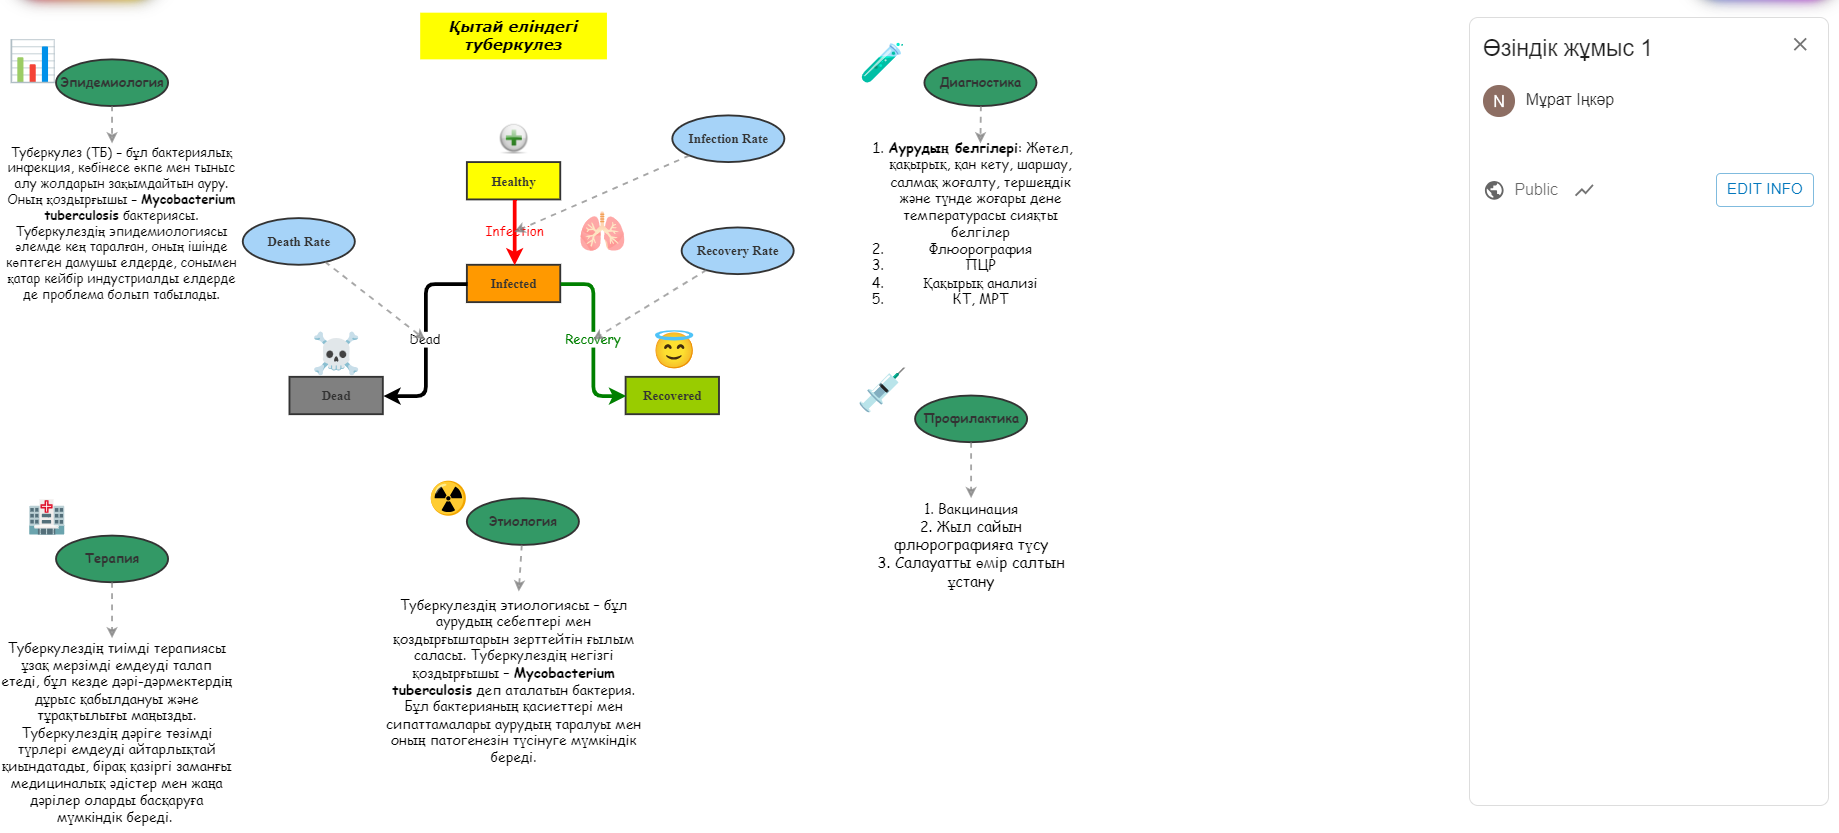 Қытай еліндегі
туберкулез
Эпидемиология
Туберкулез (ТБ) – бұл бактериялық
инфекция, көбінесе өкпе мен тыныс
алу жолдарын зақымдайтын ауру.
Оның қоздырғышы – Mycobacterium
tuberculosis бактериясы.
Туберкулездің эпидемиологиясы
әлемде кең таралған, оның ішінде
көптеген дамушы елдерде, сонымен
қатар кейбір индустриалды елдерде
де проблема болып табылады.
Infection Rate
Healthy
Infection
Death Rate
Recovery Rate
Infected
Dead
Recovery
Dead
Recovered
Диагностика
1. Аурудың белгілері: Жөтел,
қақырық, қан кету, шаршау,
салмақ жоғалту, тершеңдік
және түнде жоғары дене
температурасы сияқты
белгілер
2. Флюорография
3. ПЦР
4. Қақырық анализі
5. КТ, МРТ
Профилактика
1. Вакцинация
2. Жыл сайын
флюрографияға түсу
3. Салауатты өмір салтын
ұстану
Терапия
Туберкулездің тиімді терапиясы
ұзақ мерзімді емдеуді талап
етеді, бұл кезде дәрі-дәрмектердің
дұрыс қабылдануы және
тұрақтылығы маңызды.
Туберкулездің дәріге төзімді
түрлері емдеуді айтарлықтай
қиындатады, бірақ қазіргі заманғы
медициналық әдістер мен жаңа
дәрілер оларды басқаруға
мүмкіндік береді.
Этиология
Туберкулездің этиологиясы – бұл
аурудың себептері мен
қоздырғыштарын зерттейтін ғылым
саласы. Туберкулездің негізгі
қоздырғышы – Mycobacterium
tuberculosis деп аталатын бактерия.
Бұл бактерияның қасиеттері мен
сипаттамалары аурудың таралуы мен
оның патогенезін түсінуге мүмкіндік
береді.
Өзіндік жұмыс 1
N
Мұрат Іңкәр
Public
EDIT INFO